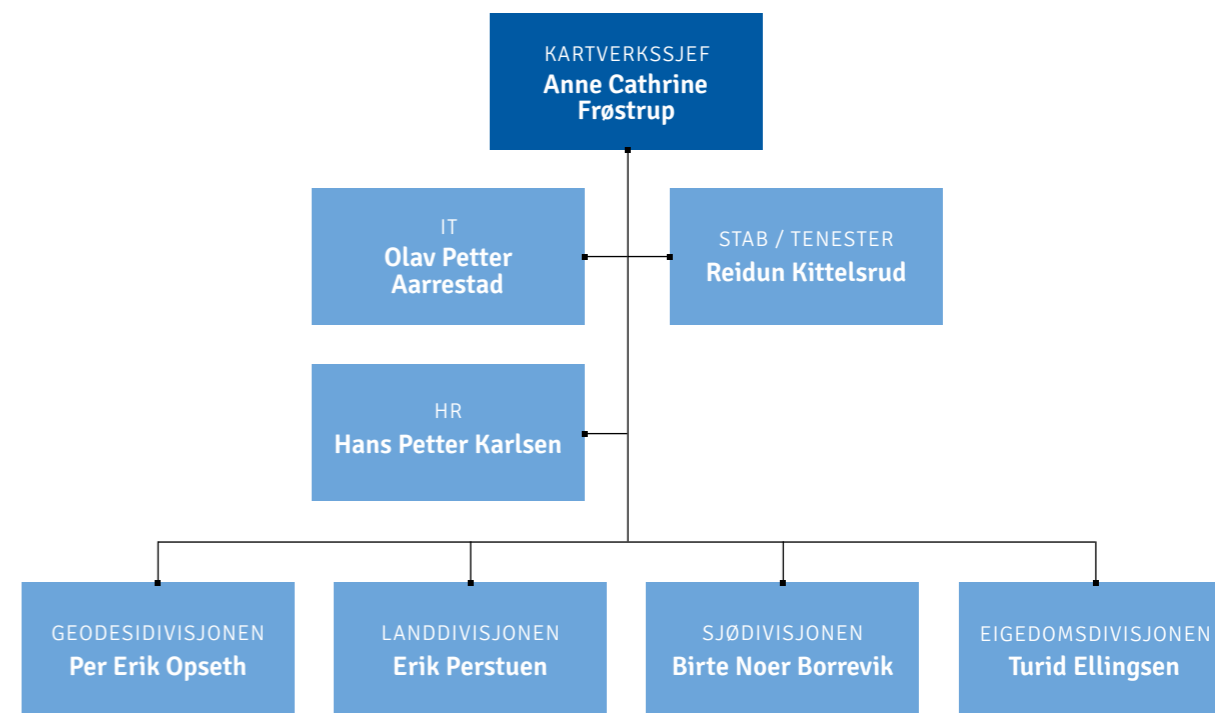 KARTVERKSSJEF
Anne Cathrine
Frøstrup
IT
Olav Petter
Aarrestad
STAB / TENESTER
Reidun Kittelsrud
HR
Hans Petter Karlsen
GEODESIDIVISJONEN
Per Erik Opseth
LANDDIVISJONEN
Erik Perstuen
SJØDIVISJONEN
Birte Noer Borrevik
EIGEDOMSDIVISJONEN
Turid Ellingsen